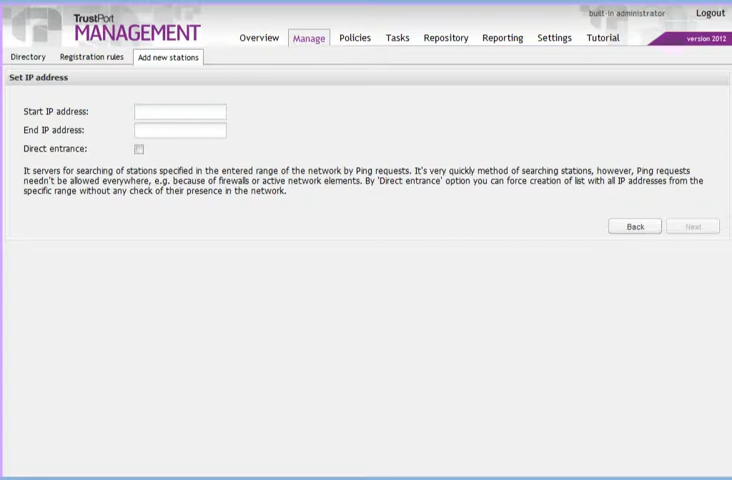 built-in administrator Logout
TrustPort
MANAGEMENT
Overview Manage Policies Tasks Repository Reporting Settings Tutorial version 2012
Directory Registration rules Add new stations
Set IP address
Start IP address:
End IP address:
Direct entrance:
It servers for searching of stations specified in the entered range of the network by Ping requests. It's very quickly method of searching stations, however, Ping requests
needn't be allowed everywhere, e.g. because of firewalls or active network elements. By 'Direct entrance' option you can force creation of list with all IP addresses from the
specific range without any check of their presence in the network.
Back Next